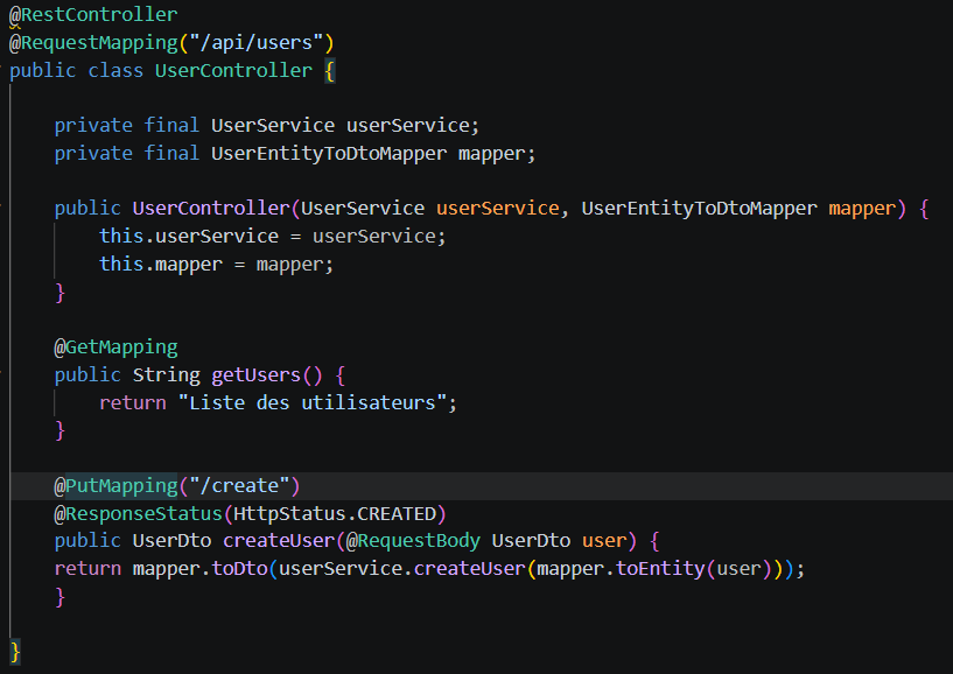 @RestController
@RequestMapping("/api/users")
public class UserController {
private final UserService userService;
private final UserEntityToDtoMapper mapper;
public UserController(UserService userService, UserEntityToDtoMapper mapper) {
this.userService = userService;
this.mapper = mapper;
}
@GetMapping
public String getUsers() {
return "Liste des utilisateurs";
}
@PutMapping("/create")
@ResponseStatus(HttpStatus.CREATED)
public UserDto createUser(@RequestBody UserDto user) {
return mapper.toDto(userService.createUser(mapper.toEntity(user)));
}
}